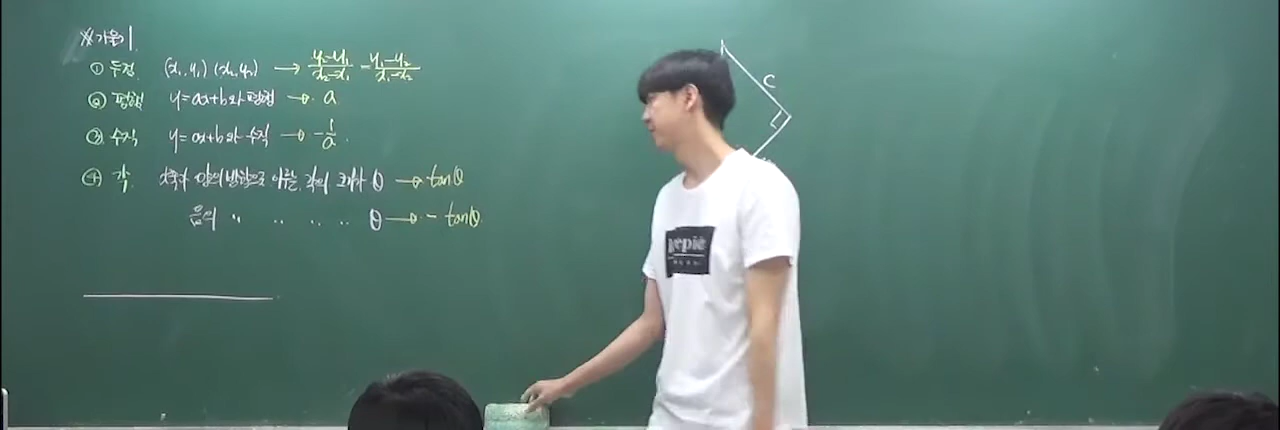 ※ 기울기
① 두점 (x₁, y₁) (x₂, y₂) → y₂-y₁/x₂-x₁ = y₁-y₂/x₁-x₂
② 평행 y=ax+b와 평행 → a
③ 수직 y=ax+b와 수직 → -1/a
④ 각 x축과 양의 방향으로 이루는 각의 크기가 θ → tanθ
음의 〃 〃 〃 〃 θ → -tanθ
C